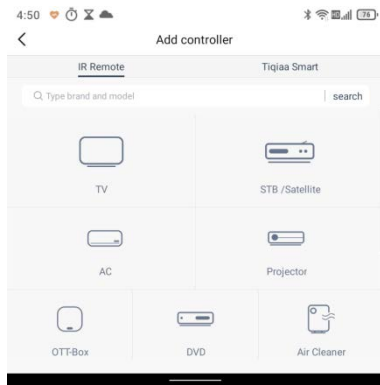 4:50
76
Add controller
IR Remote
Tiqiaa Smart
Type brand and model
search
TV
STB /Satellite
AC
Projector
OTT-Box
DVD
Air Cleaner